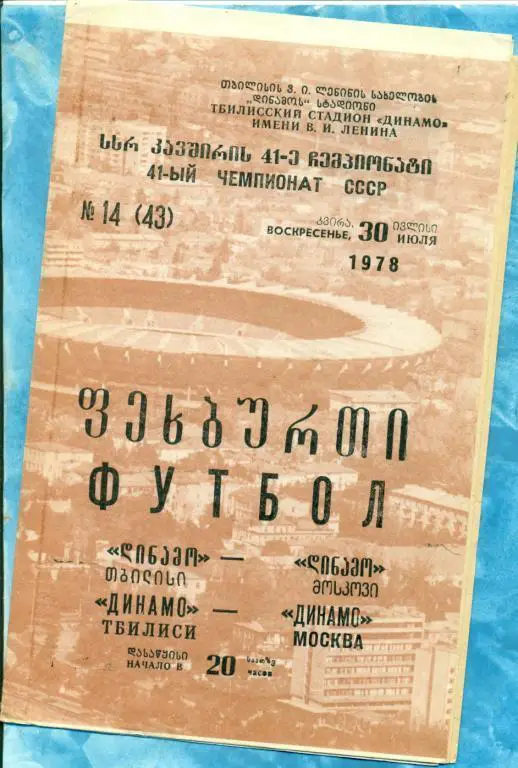 თბილისის ვ. ი. ლენინის სახელობის
„დინამოს“ სტადიონი
ТБИЛИССКИЙ СТАДИОН «ДИНАМО»
ИМЕНИ В. И. ЛЕНИНА
სსრ კავშირის 41-ე ჩემპიონატი
41-ЫЙ ЧЕМПИОНАТ СССР
№ 14 (43)
კვირა, 30 ივლისი
ВОСКРЕСЕНЬЕ, ИЮЛЯ
1978
ფეხბურთი
ФУТБОЛ
«დინამო» — «დინამო»
თბილისი მოსკოვი
«ДИНАМО» — «ДИНАМО»
ТБИЛИСИ МОСКВА
დასაწყისი 20 საათზე
НАЧАЛО В часов